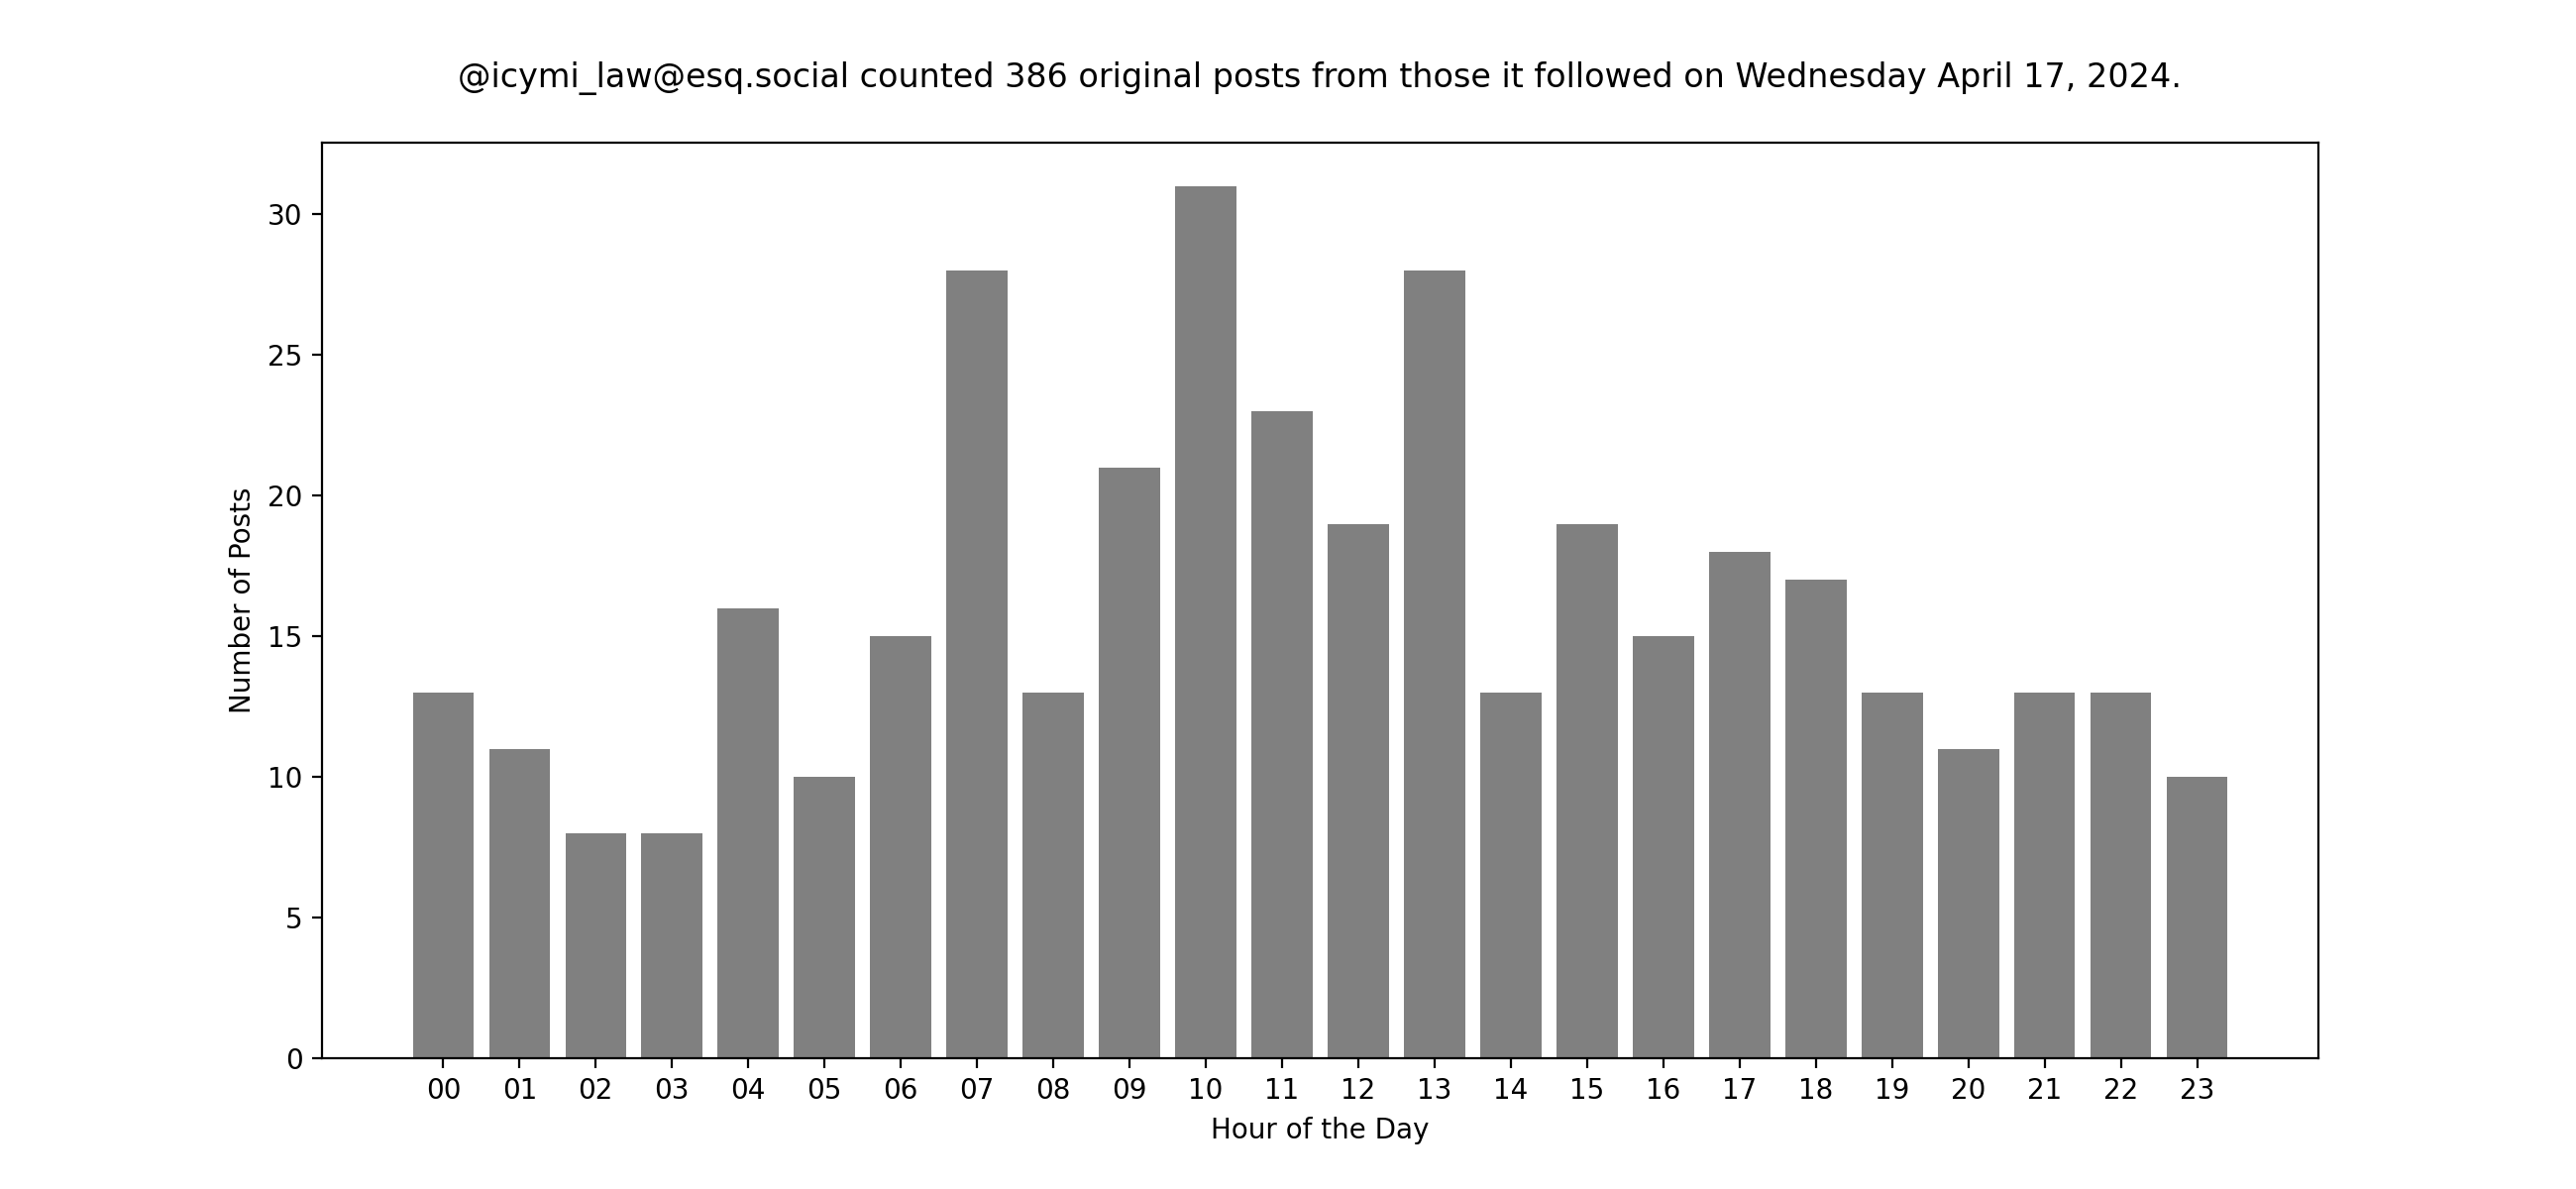 @icymi_law@esq.social counted 386 original posts from those it followed on Wednesday April 17, 2024.
30
25
20
15
10
5
0
Number of Posts
00 01 02 03 04 05 06 07 08 09 10 11 12 13 14 15 16 17 18 19 20 21 22 23
Hour of the Day